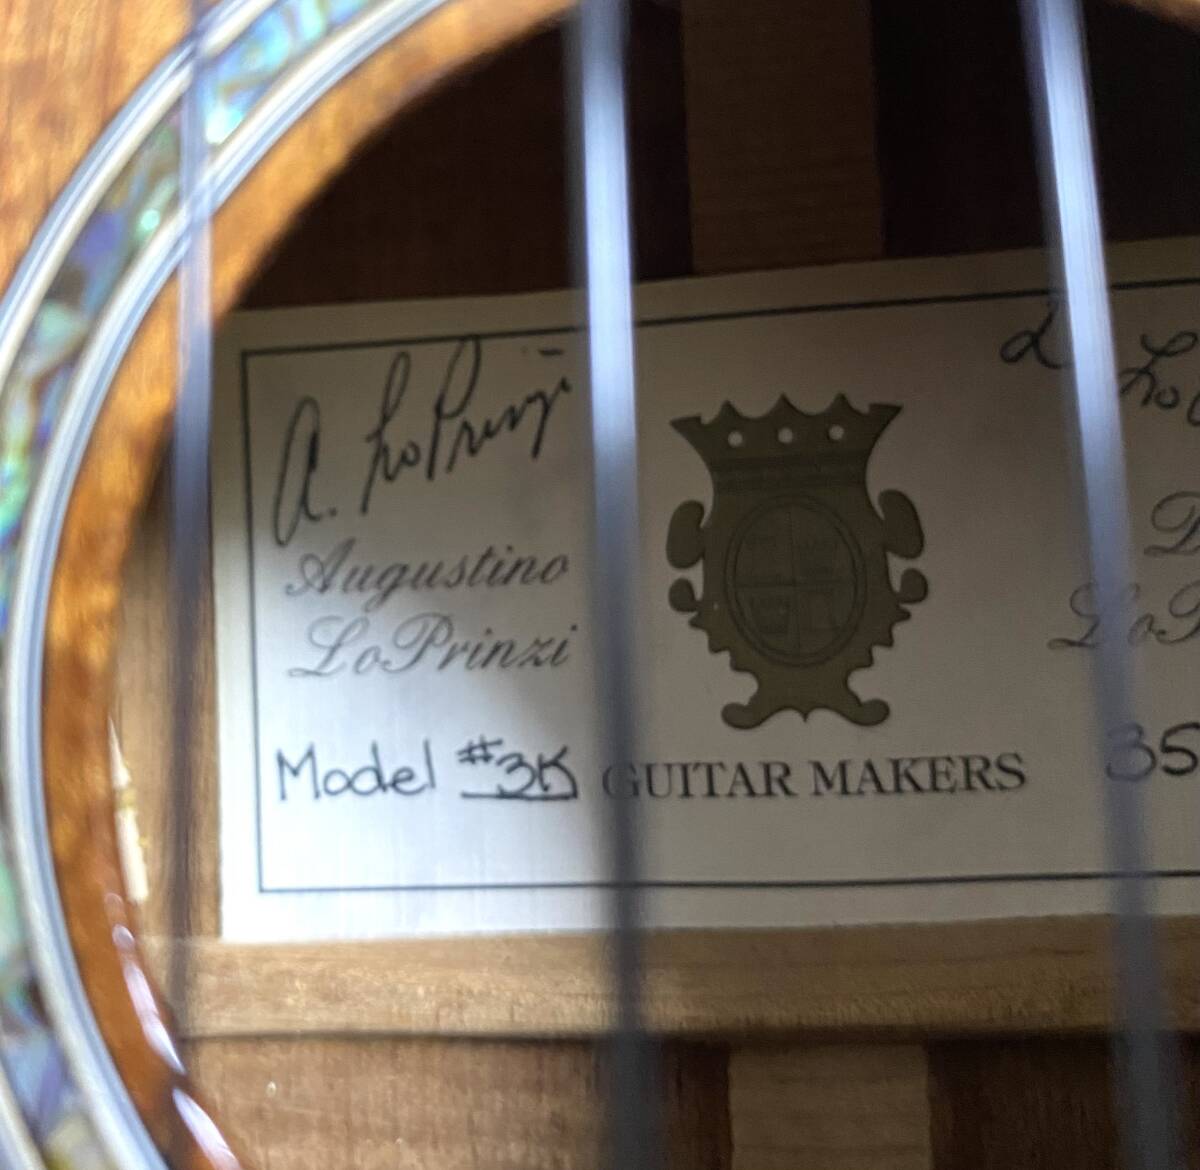 A. LoPrinzi
Augustino
LoPrinzi
Model #3K
GUITAR MAKERS